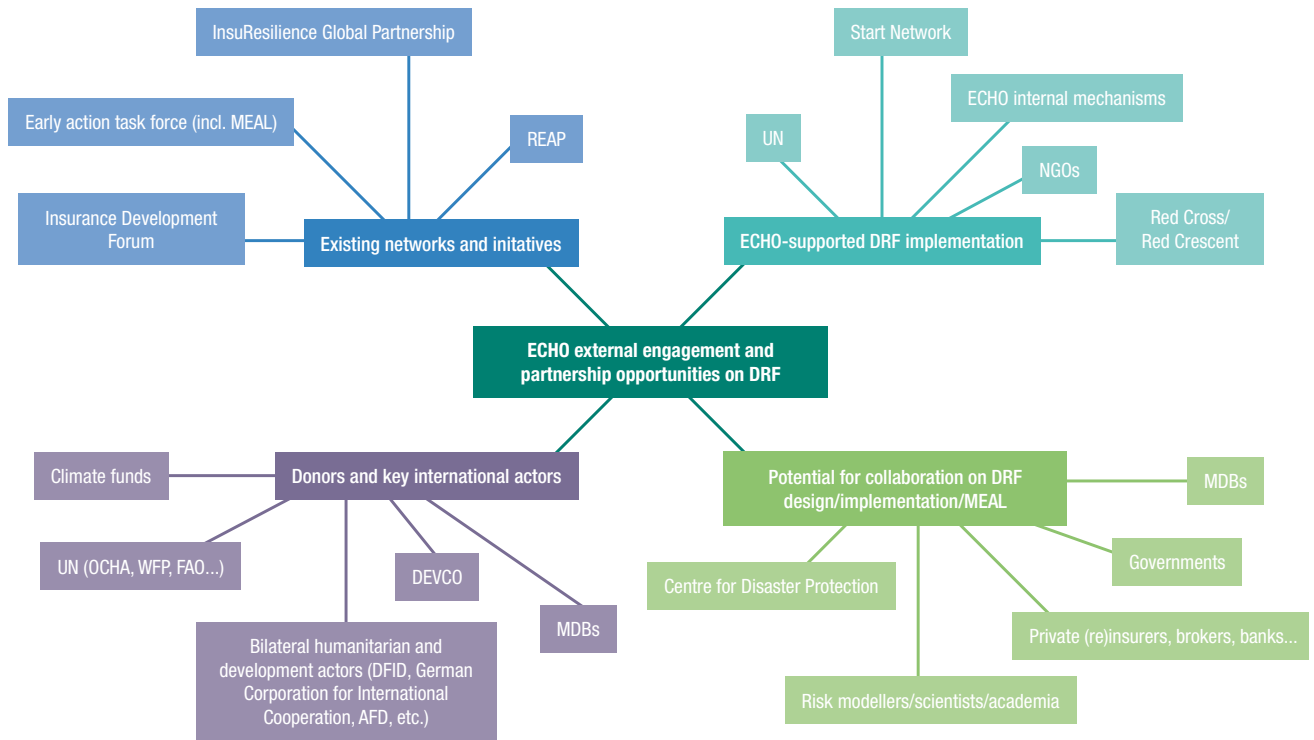 InsuResilience Global Partnership
Early action task force (incl. MEAL)
REAP
Insurance Development
Forum
Existing networks and initatives
Start Network
ECHO internal mechanisms
UN
NGOs
Red Cross/
Red Crescent
ECHO-supported DRF implementation
ECHO external engagement and
partnership opportunities on DRF
Climate funds
Donors and key international actors
UN (OCHA, WFP, FAO...)
DEVCO
MDBs
Bilateral humanitarian and
development actors (DFID, German
Corporation for International
Cooperation, AFD, etc.)
Potential for collaboration on DRF
design/implementation/MEAL
MDBs
Governments
Centre for Disaster Protection
Private (re)insurers, brokers, banks...
Risk modellers/scientists/academia